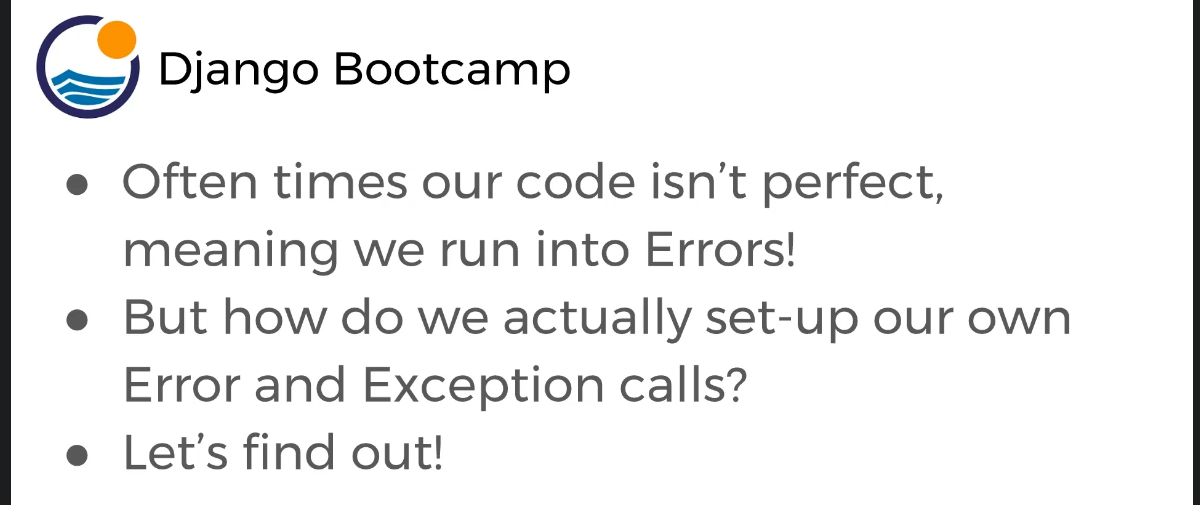 Django Bootcamp
● Often times our code isn’t perfect,
meaning we run into Errors!
● But how do we actually set-up our own
Error and Exception calls?
● Let’s find out!